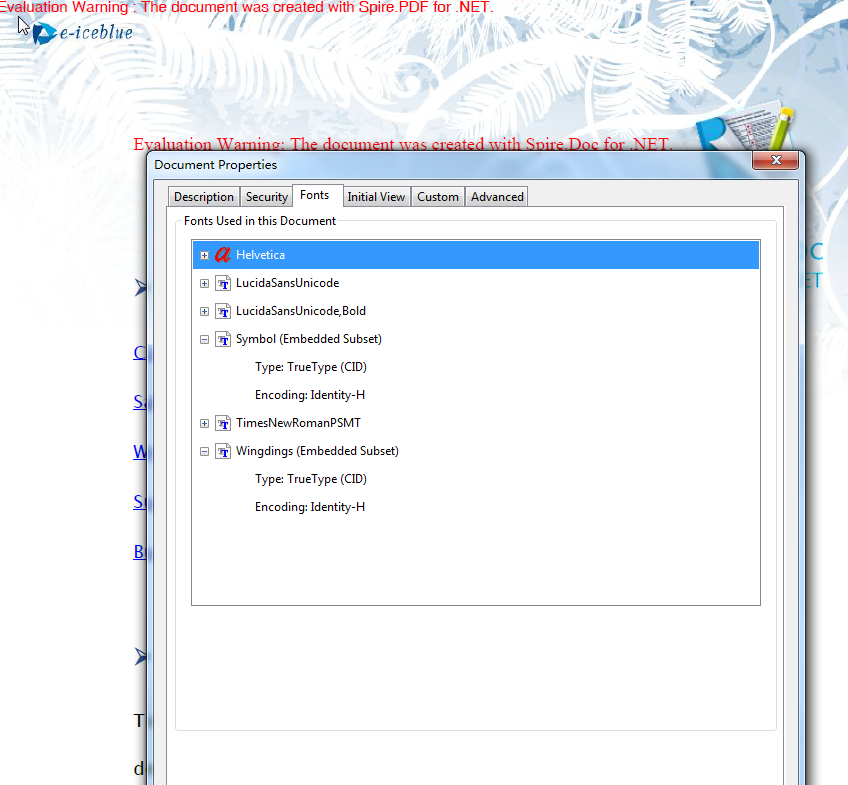 Evaluation Warning : The document was created with Spire.PDF for .NET.
e-iceblue
Evaluation Warning: The document was created with Spire.Doc for .NET.
Document Properties
Description Security Fonts Initial View Custom Advanced
Fonts Used in this Document
Helvetica
LucidaSansUnicode
LucidaSansUnicode,Bold
Symbol (Embedded Subset)
Type: TrueType (CID)
Encoding: Identity-H
TimesNewRomanPSMT
Wingdings (Embedded Subset)
Type: TrueType (CID)
Encoding: Identity-H